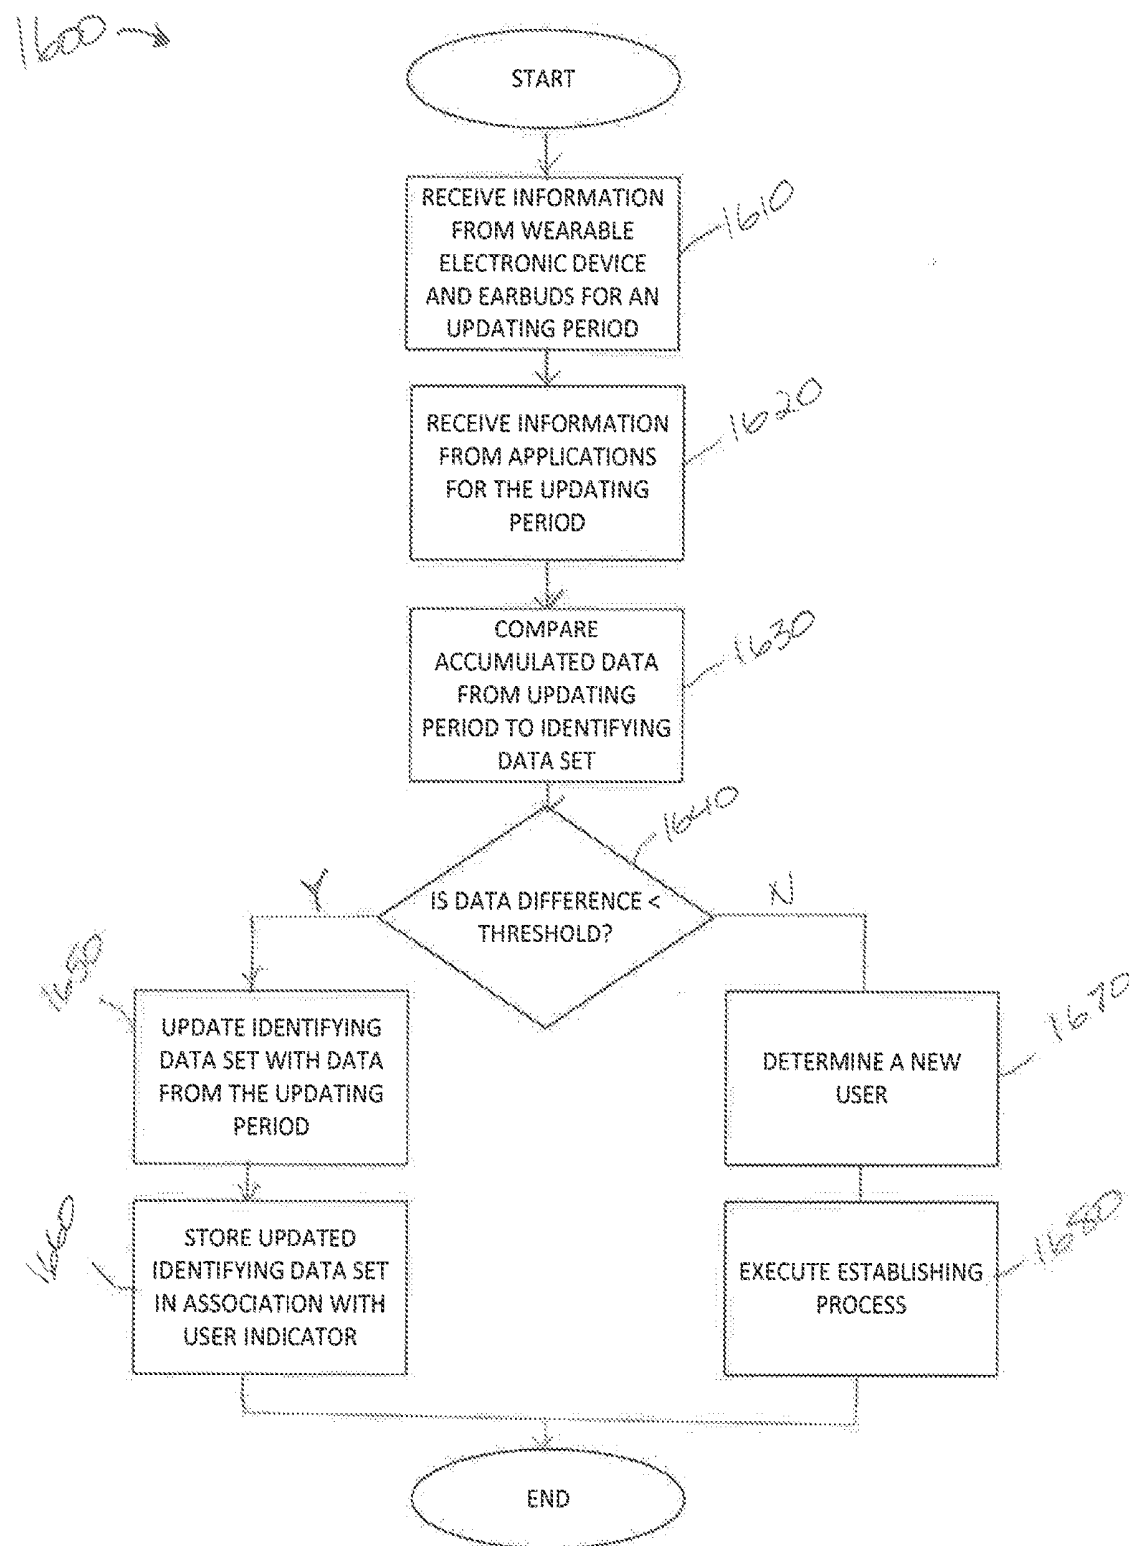 1600
START
RECEIVE INFORMATION
FROM WEARABLE
ELECTRONIC DEVICE
AND EARBUDS FOR AN
UPDATING PERIOD
1610
RECEIVE INFORMATION
FROM APPLICATIONS
FOR THE UPDATING
PERIOD
1620
COMPARE
ACCUMULATED DATA
FROM UPDATING
PERIOD TO IDENTIFYING
DATA SET
1630
1640
IS DATA DIFFERENCE <
THRESHOLD?
Y
N
1650
UPDATE IDENTIFYING
DATA SET WITH DATA
FROM THE UPDATING
PERIOD
DETERMINE A NEW
USER
1670
1660
STORE UPDATED
IDENTIFYING DATA SET
IN ASSOCIATION WITH
USER INDICATOR
EXECUTE ESTABLISHING
PROCESS
1680
END